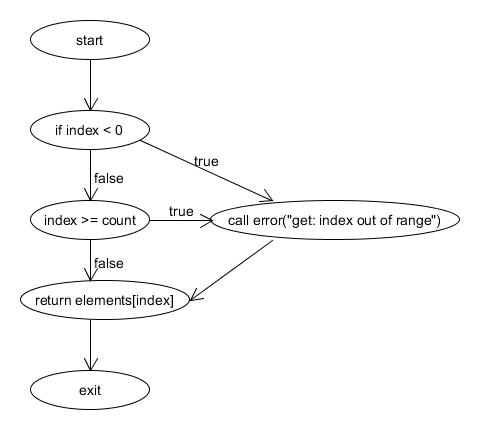 start
if index < 0
true
false
index >= count
true
call error("get: index out of range")
false
return elements[index]
exit